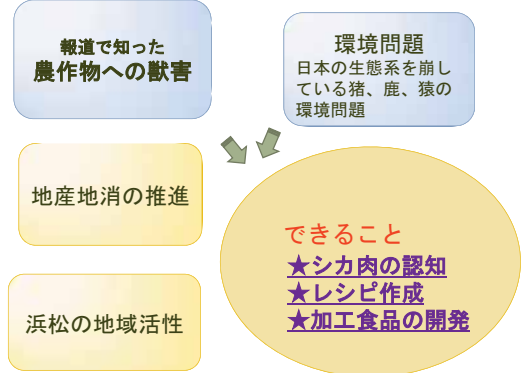 報道で知った
農作物への獣害
環境問題
日本の生態系を崩し
ている猪、鹿、猿の
環境問題
地産地消の推進
浜松の地域活性
できること
★シカ肉の認知
★レシピ作成
★加工食品の開発